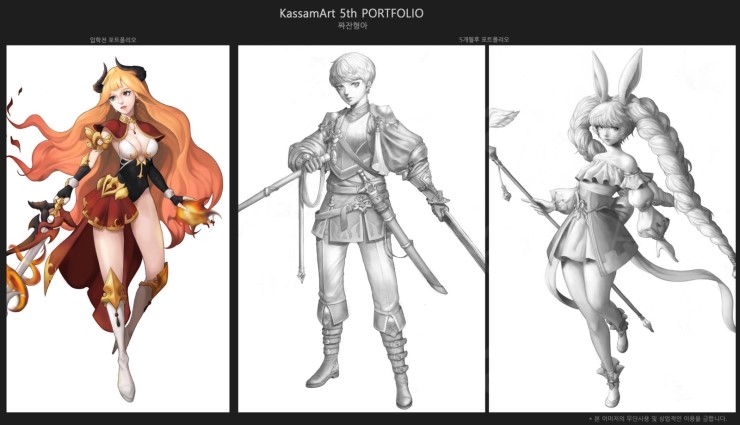 KassamArt 5th PORTFOLIO
짜잔형아
입학전 포트폴리오
5개월후 포트폴리오
* 본 이미지의 무단사용 및 상업적인 이용을 금합니다.